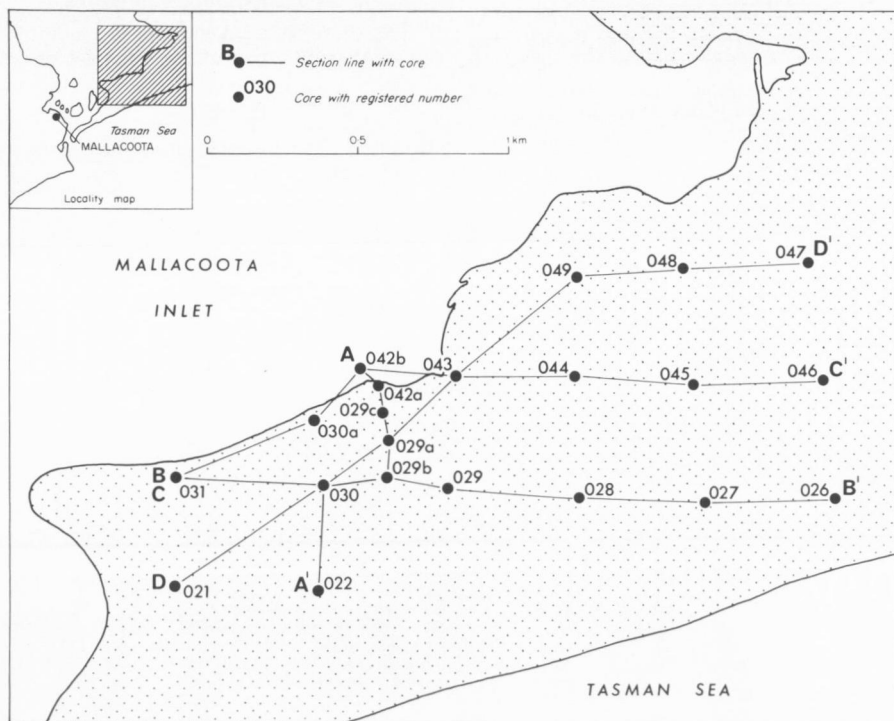 B
Section line with core
030
Core with registered number
0
0·5
1 km
Tasman Sea
MALLACOOTA
Locality map
MALLACOOTA
INLET
047 D'
048
049
A
042b
043
044
045
046 C'
042a
029c
030a
029a
B
C
031
030
029b
029
028
027
026 B'
D
021
A'
022
TASMAN SEA